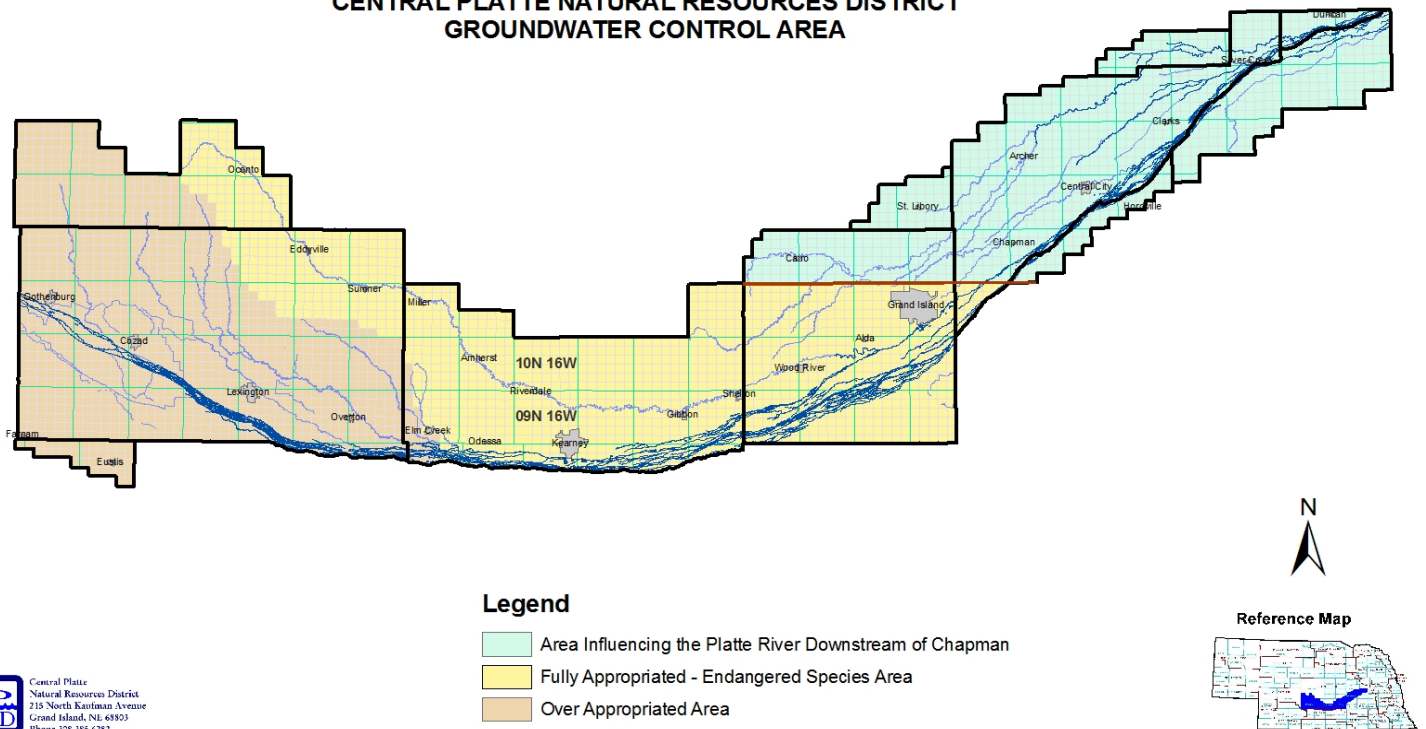 CENTRAL PLATTE NATURAL RESOURCES DISTRICT
GROUNDWATER CONTROL AREA
Duncan
Silver Creek
Clarks
Archer
Central City
Hordville
St. Libory
Chapman
Cairo
Grand Island
Alda
Wood River
Shelton
Gibbon
Oconto
Eddyville
Sumner
Miller
Gothenburg
Cozad
Amherst
10N 16W
Riverdale
09N 16W
Lexington
Overton
Elm Creek
Odessa
Kearney
Farnam
Eustis
N
Legend
Area Influencing the Platte River Downstream of Chapman
Fully Appropriated - Endangered Species Area
Over Appropriated Area
Reference Map
Central Platte
Natural Resources District
215 North Kaufman Avenue
Grand Island, NE 68803
Phone 308-385-6282